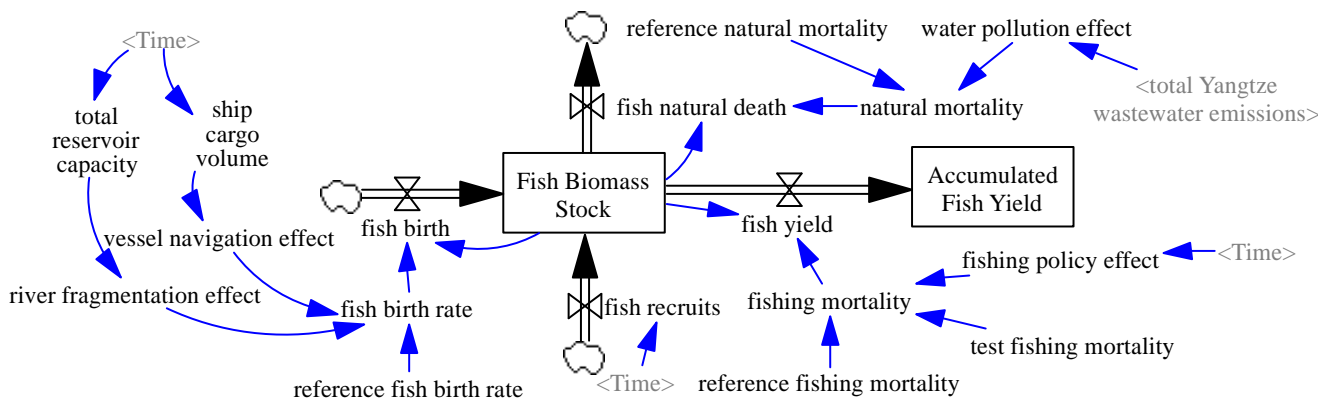 <Time>
total
reservoir
capacity
ship
cargo
volume
vessel navigation effect
river fragmentation effect
fish birth
fish birth rate
reference fish birth rate
Fish Biomass
Stock
reference natural mortality
water pollution effect
<total Yangtze
wastewater emissions>
fish natural death
natural mortality
Accumulated
Fish Yield
fish yield
fishing policy effect
<Time>
fishing mortality
test fishing mortality
reference fishing mortality
fish recruits
<Time>